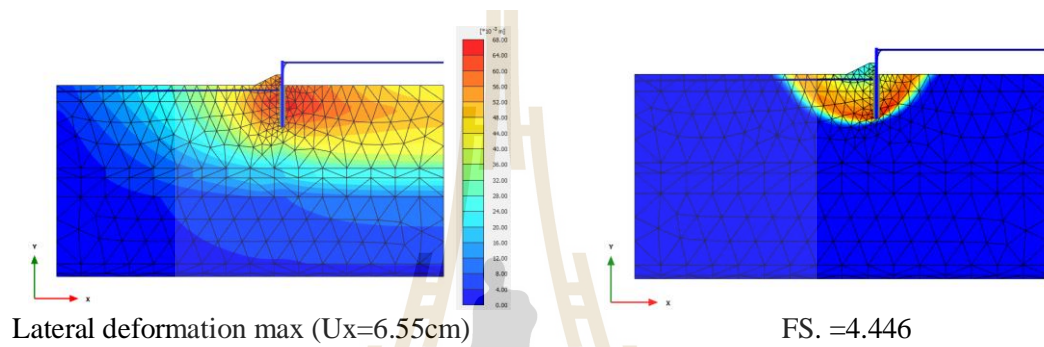 [*10⁻³ m]
68.00
64.00
60.00
56.00
52.00
48.00
44.00
40.00
36.00
32.00
28.00
24.00
20.00
16.00
12.00
8.00
4.00
0.00
Y
X
Y
X
Lateral deformation max (Ux=6.55cm)
FS. =4.446